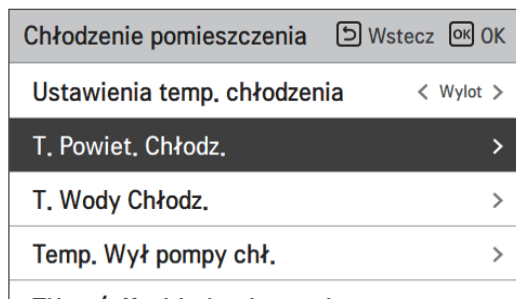 Chłodzenie pomieszczenia Wstecz OK OK
Ustawienia temp. chłodzenia < Wylot >
T. Powiet. Chłodz. >
T. Wody Chłodz. >
Temp. Wył pompy chł. >